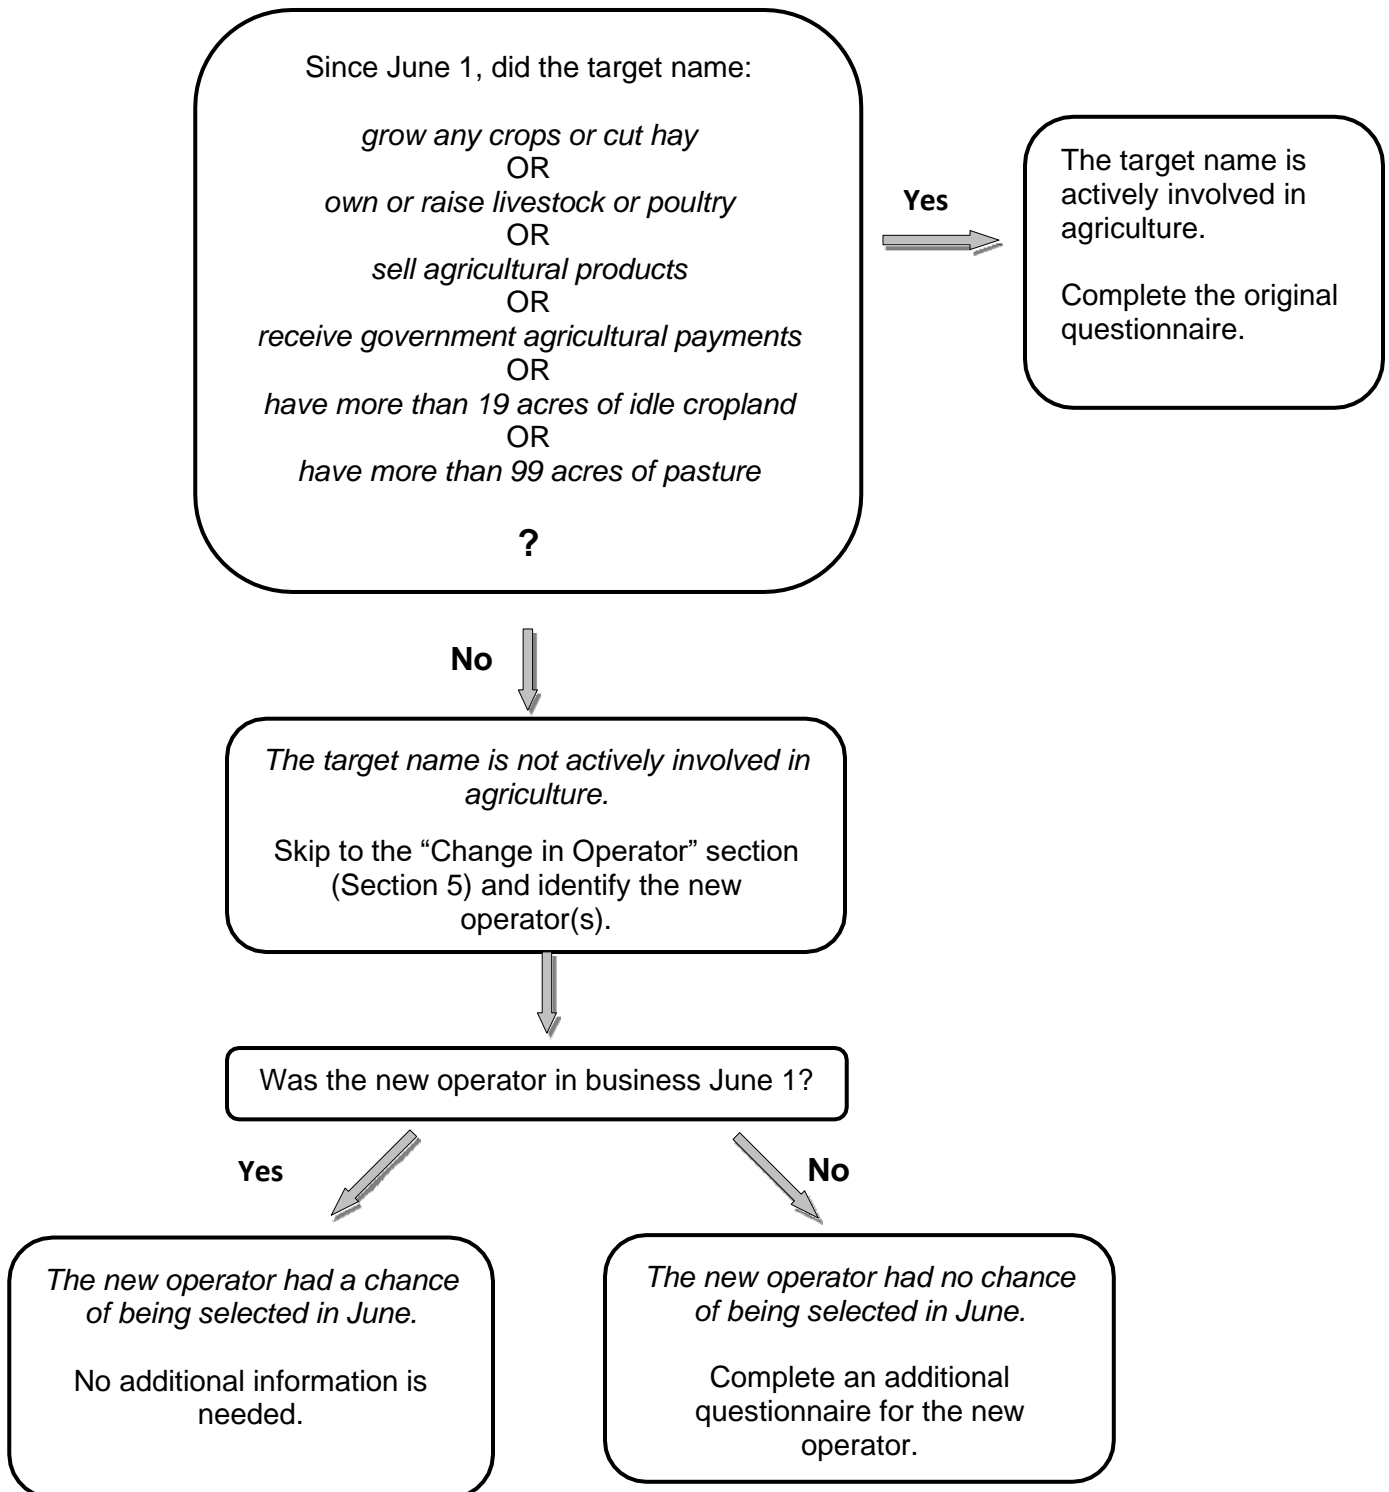 Since June 1, did the target name:
grow any crops or cut hay
OR
own or raise livestock or poultry
OR
sell agricultural products
OR
receive government agricultural payments
OR
have more than 19 acres of idle cropland
OR
have more than 99 acres of pasture
?
Yes
The target name is
actively involved in
agriculture.
Complete the original
questionnaire.
No
The target name is not actively involved in
agriculture.
Skip to the “Change in Operator” section
(Section 5) and identify the new
operator(s).
Was the new operator in business June 1?
Yes
No
The new operator had a chance
of being selected in June.
No additional information is
needed.
The new operator had no chance
of being selected in June.
Complete an additional
questionnaire for the new
operator.